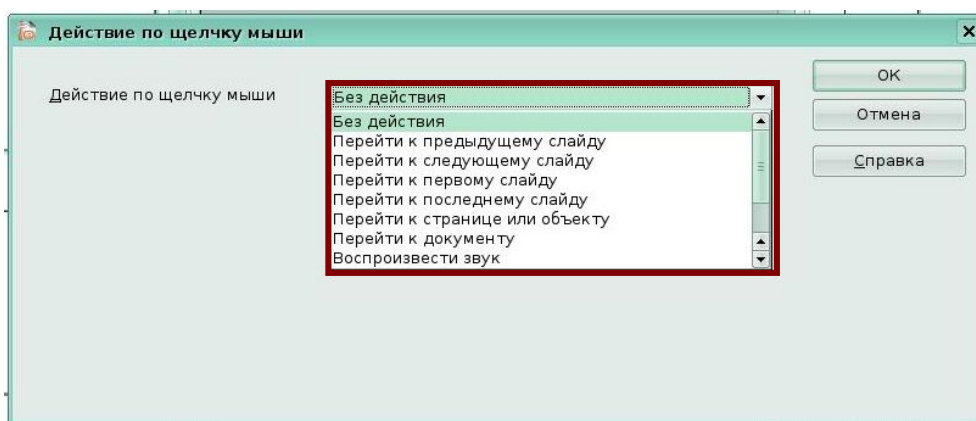 Действие по щелчку мыши
ОК
Действие по щелчку мыши
Без действия
Отмена
Без действия
Перейти к предыдущему слайду
Перейти к следующему слайду
Справка
Перейти к первому слайду
Перейти к последнему слайду
Перейти к странице или объекту
Перейти к документу
Воспроизвести звук